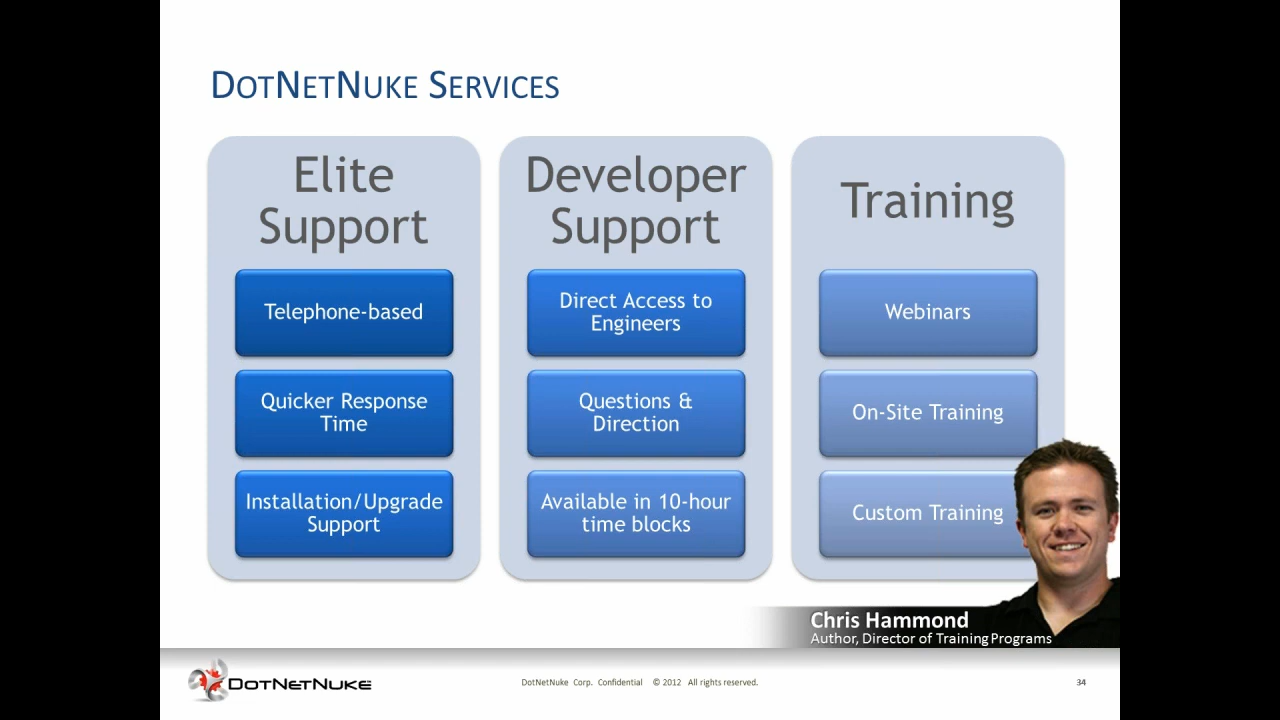 DOTNETNUKE SERVICES
Elite
Support
Telephone-based
Quicker Response
Time
Installation/Upgrade
Support
Developer
Support
Direct Access to
Engineers
Questions &
Direction
Available in 10-hour
time blocks
Training
Webinars
On-Site Training
Custom Training
Chris Hammond
Author, Director of Training Programs
DOTNETNUKE
DotNetNuke Corp. Confidential © 2012 All rights reserved.
34